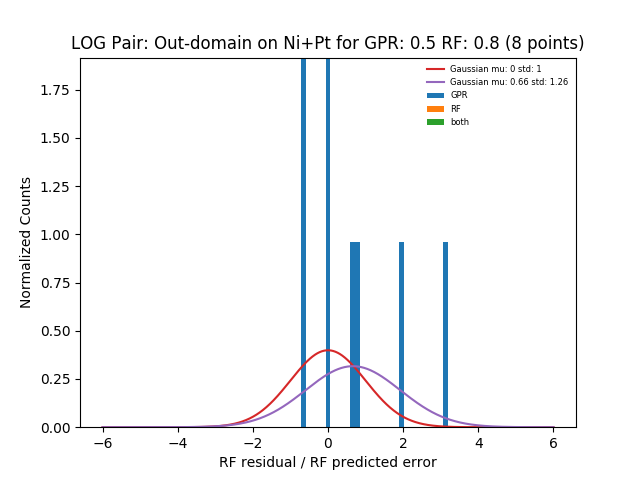 LOG Pair: Out-domain on Ni+Pt for GPR: 0.5 RF: 0.8 (8 points)
Gaussian mu: 0 std: 1
Gaussian mu: 0.66 std: 1.26
GPR
RF
both
Normalized Counts
1.75
1.50
1.25
1.00
0.75
0.50
0.25
0.00
−6 −4 −2 0 2 4 6
RF residual / RF predicted error